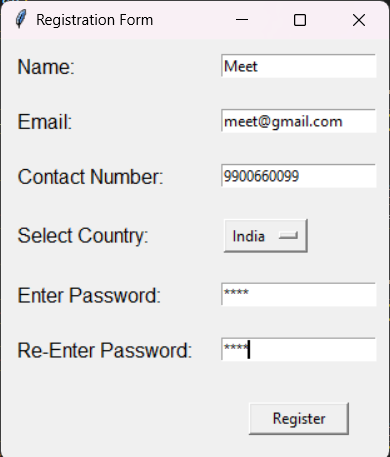 Registration Form
Name: Meet
Email: meet@gmail.com
Contact Number: 9900660099
Select Country: India
Enter Password: ****
Re-Enter Password: ****
Register